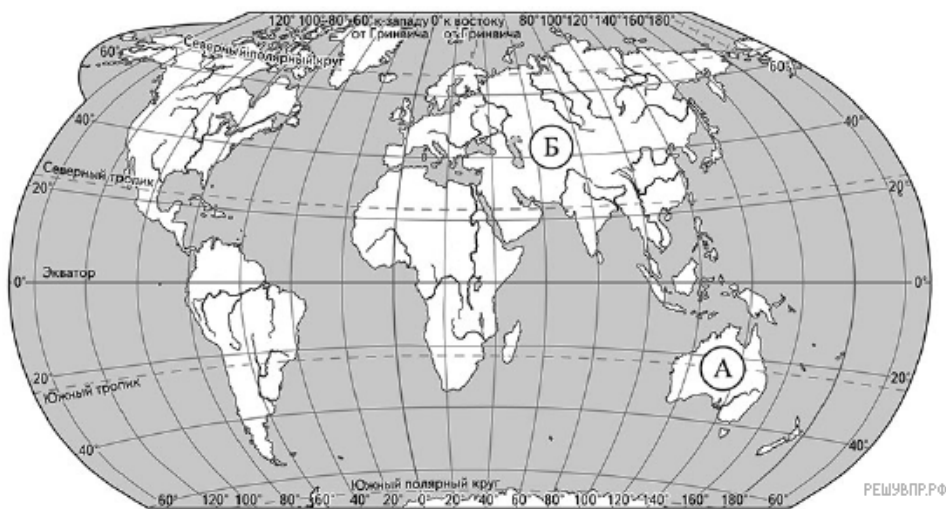 120° 100° 80° 60° к западу 0° к востоку 80° 100° 120° 140° 160° 180°
от Гринвича от Гринвича
Северный полярный круг
60° 60°
40° 40°
Б
Северный тропик
20° 20°
Экватор
0° 0°
А
20° 20°
Южный тропик
40° 40°
Южный полярный круг
60° 120° 100° 80° 60° 40° 20° 0 20° 40° 60° 80° 100° 120° 140° 160° 180° 60°
РЕШУВПР.РФ